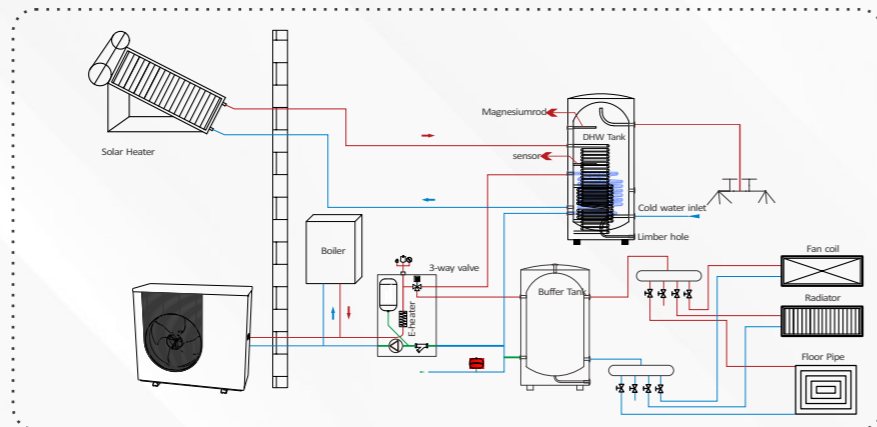 Solar Heater
Magnesiumrod
DHW Tank
sensor
Cold water inlet
Limber hole
Boiler
3-way valve
E-heater
Buffer Tank
Fan coil
Radiator
Floor Pipe